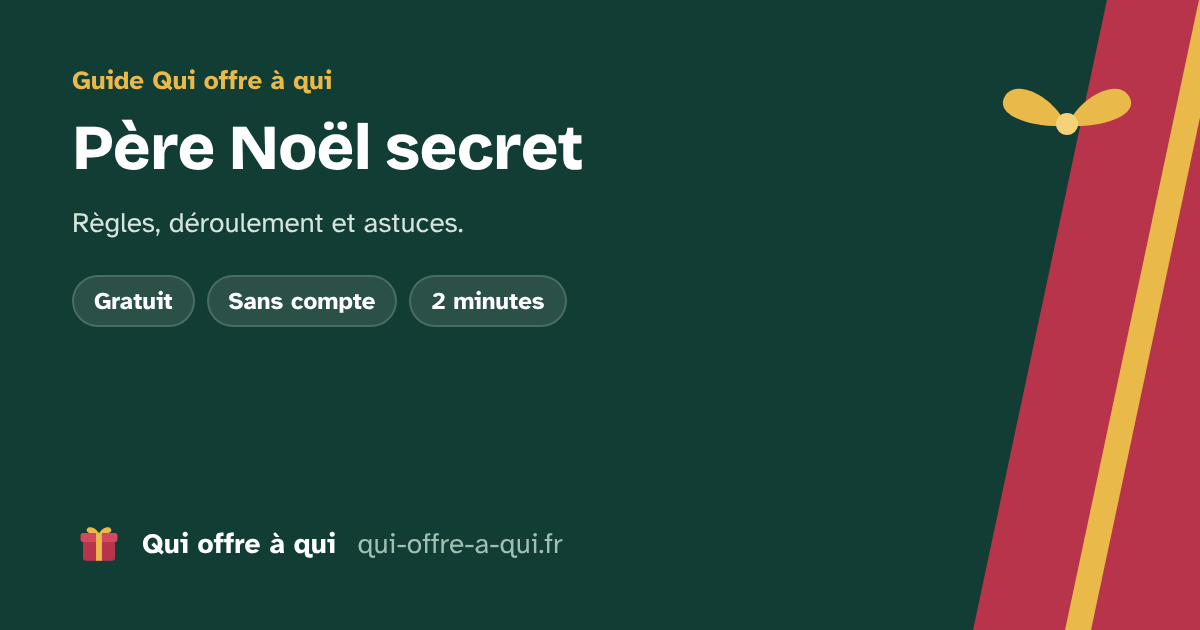 Guide Qui offre à qui
Père Noël secret
Règles, déroulement et astuces.
Gratuit Sans compte 2 minutes
Qui offre à qui qui-offre-a-qui.fr